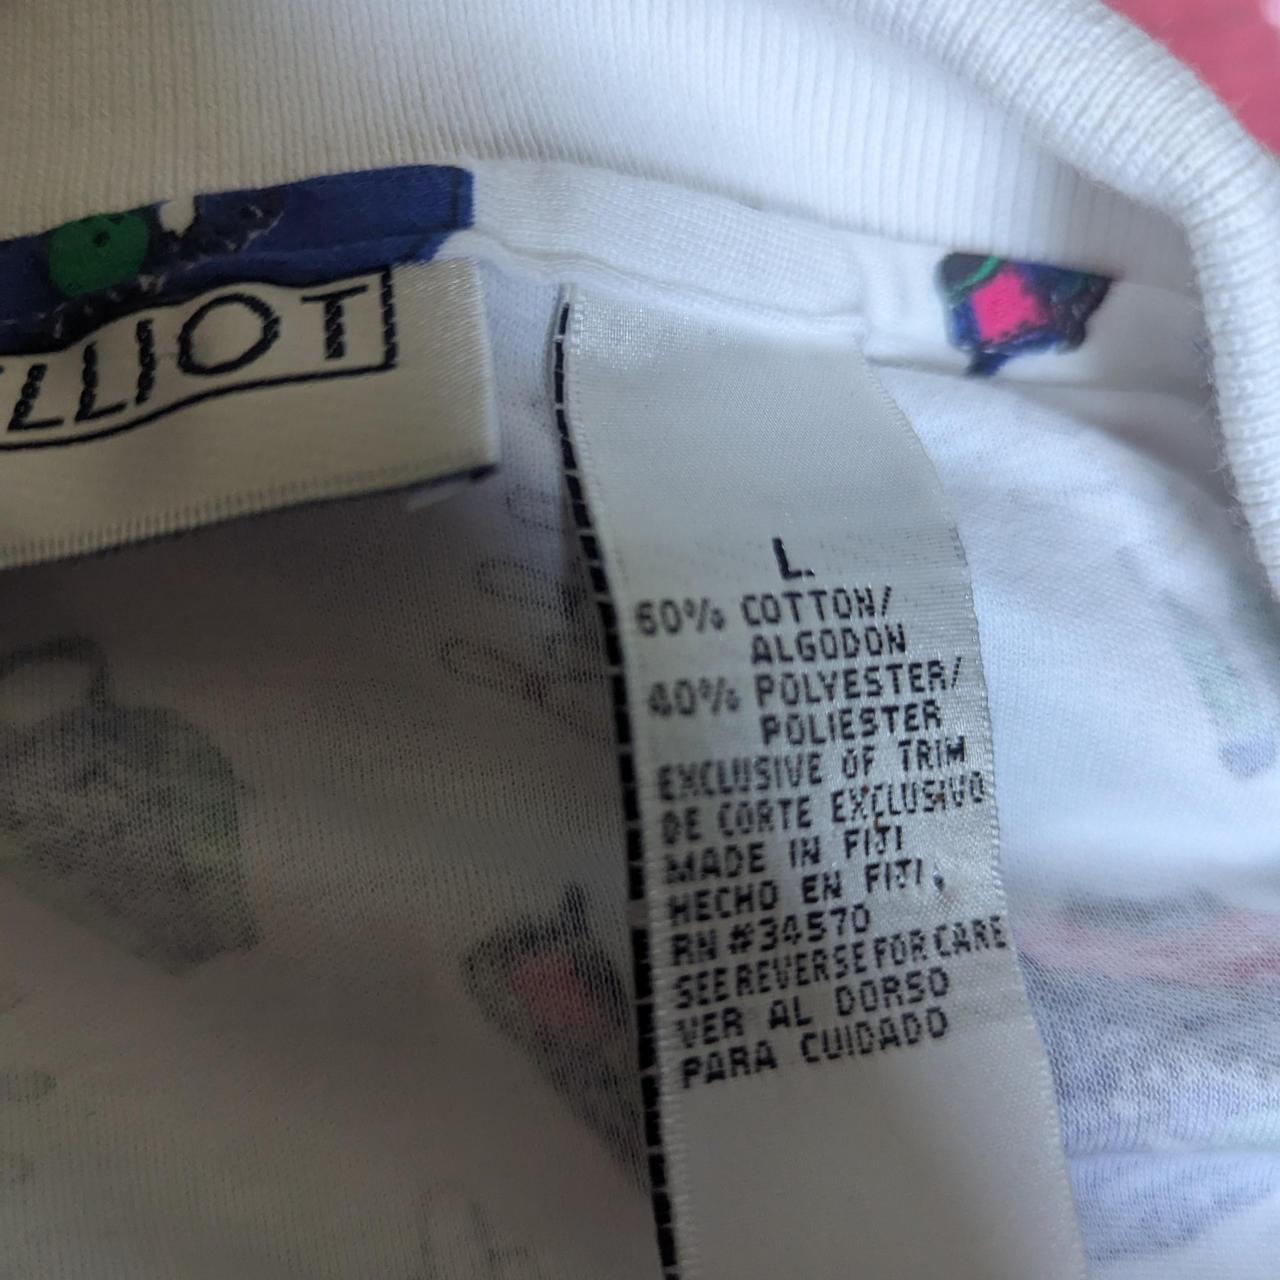 ELLIOT
L.
60% COTTON/
ALGODON
40% POLYESTER/
POLIESTER
EXCLUSIVE OF TRIM
DE CORTE EXCLUSIVO
MADE IN FIJI
HECHO EN FIJI,
RN #34570
SEE REVERSE FOR CARE
VER AL DORSO
PARA CUIDADO